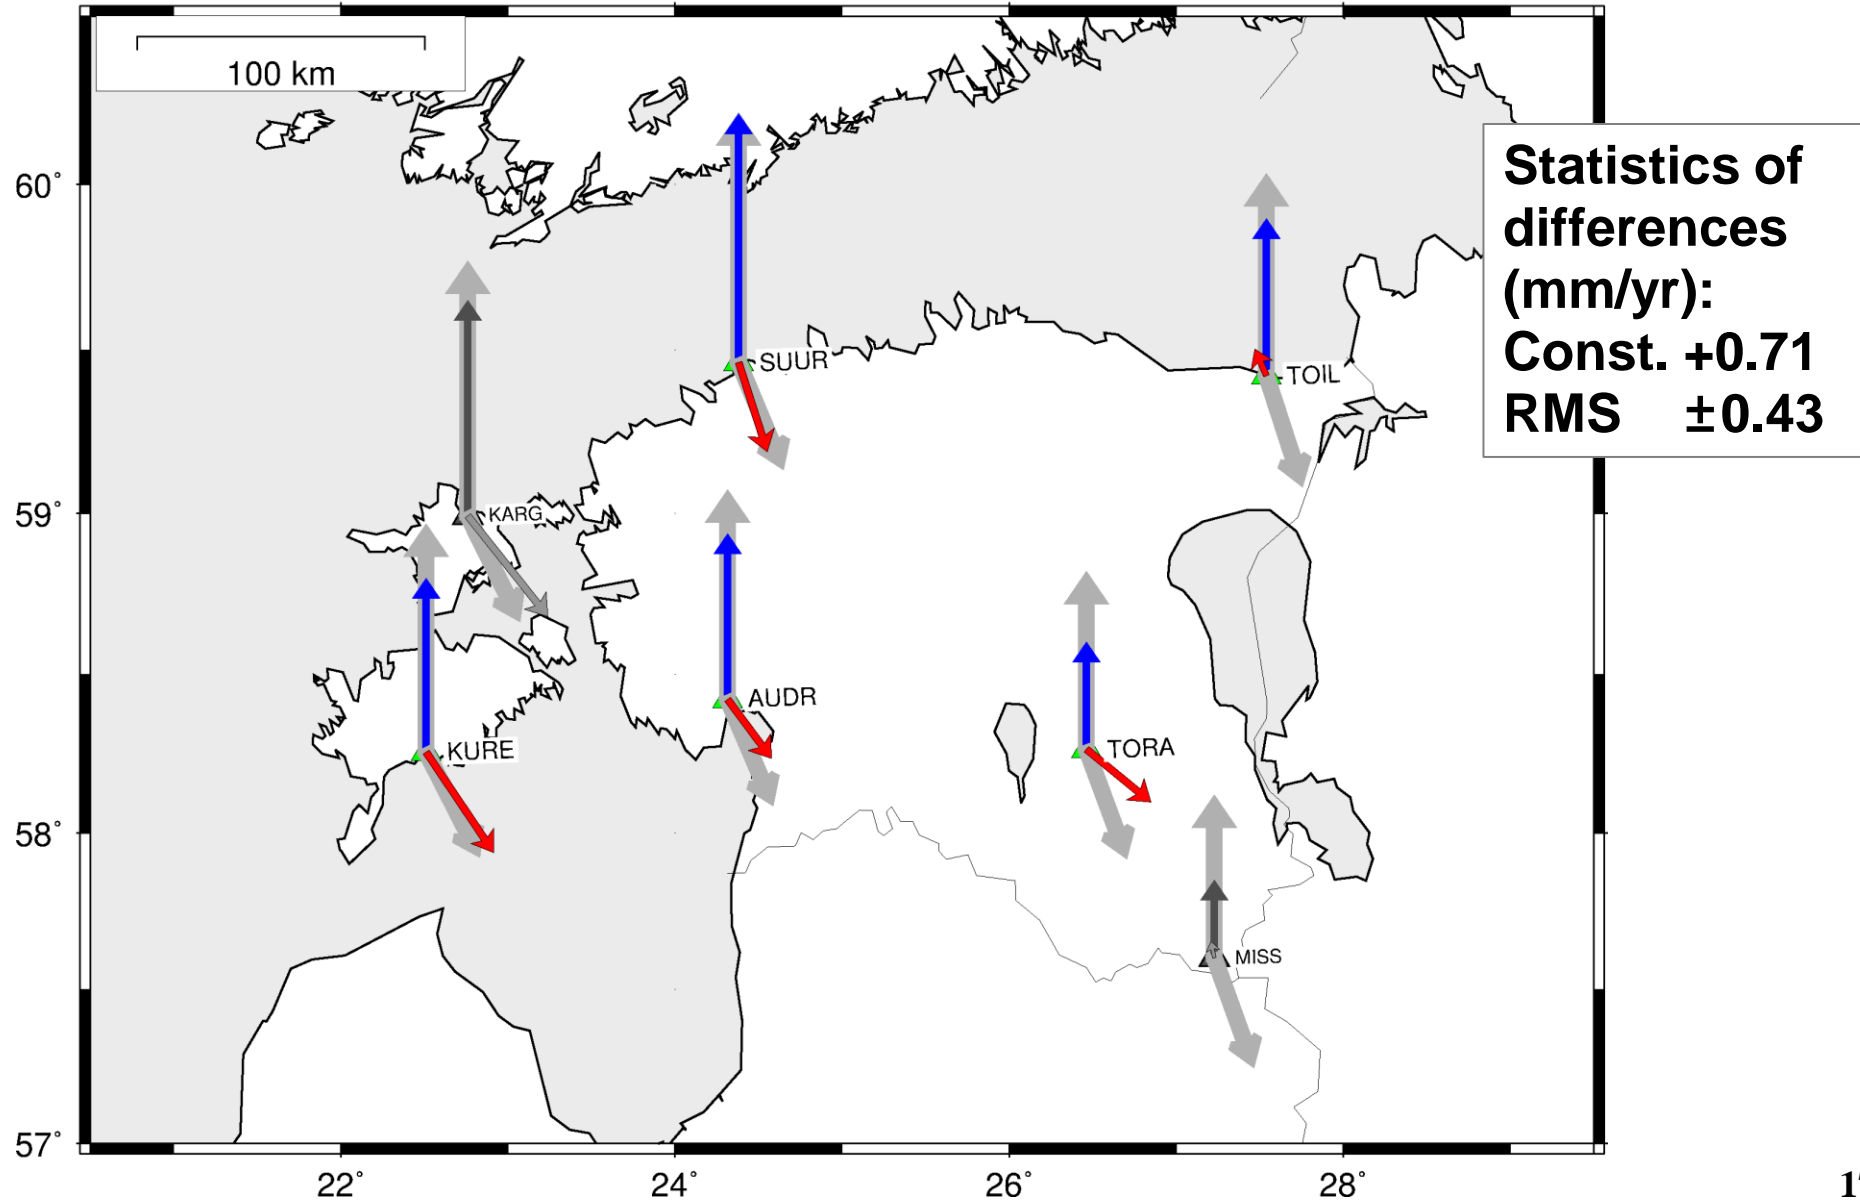 100 km
60°
59°
58°
57°
22°
24°
26°
28°
SUUR
TOIL
KARG
AUDR
KURE
TORA
MISS
Statistics of
differences
(mm/yr):
Const. +0.71
RMS ±0.43